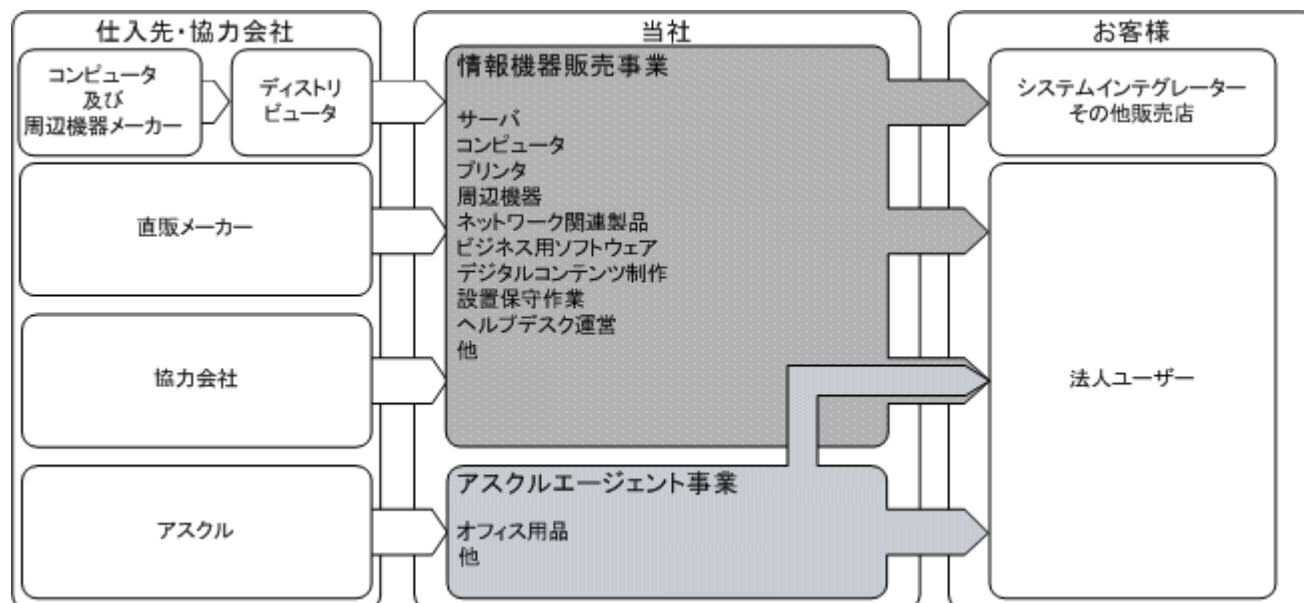 仕入先・協力会社
コンピュータ
及び
周辺機器メーカー
ディストリ
ビュータ
直販メーカー
協力会社
アスクル
当社
情報機器販売事業
サーバ
コンピュータ
プリンタ
周辺機器
ネットワーク関連製品
ビジネス用ソフトウェア
デジタルコンテンツ制作
設置保守作業
ヘルプデスク運営
他
アスクルエージェント事業
オフィス用品
他
お客様
システムインテグレーター
その他販売店
法人ユーザー